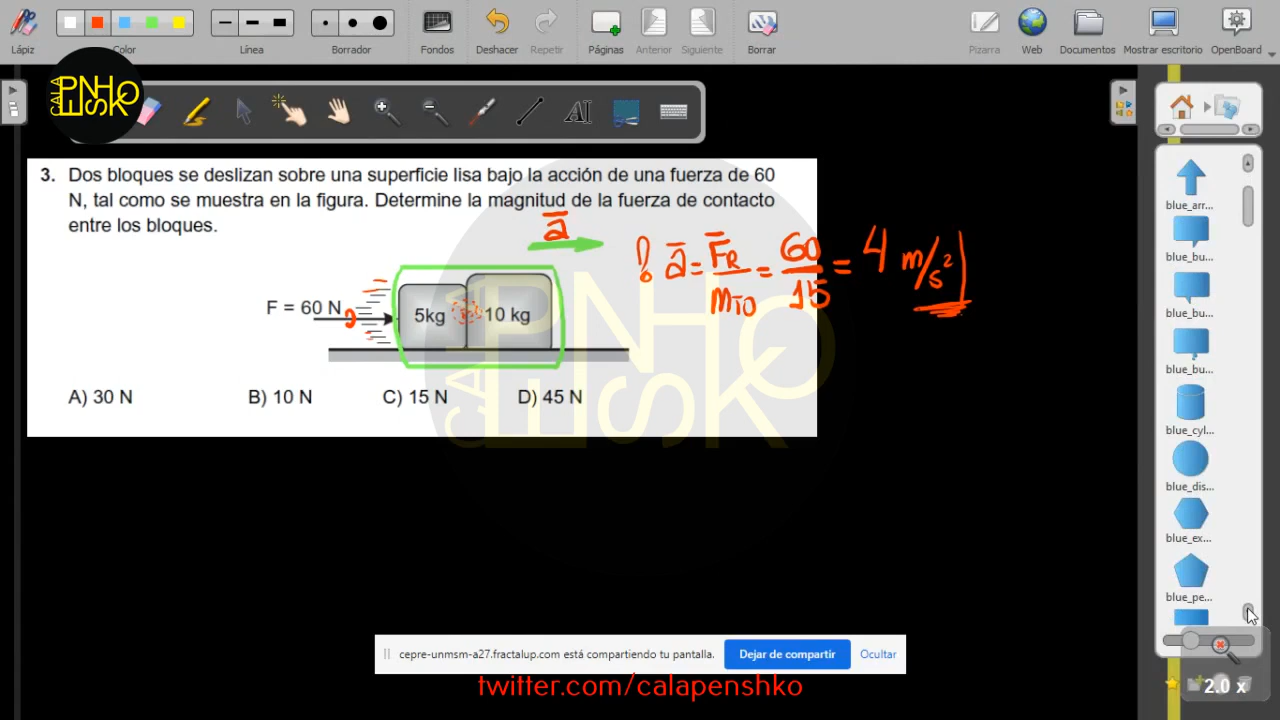 Lápiz
Color
Línea
Borrador
Fondos
Deshacer
Repetir
Páginas
Anterior
Siguiente
Borrar
Pizarra
Web
Documentos
Mostrar escritorio
OpenBoard
CALA
PENHO
ESK
3. Dos bloques se deslizan sobre una superficie lisa bajo la acción de una fuerza de 60
N, tal como se muestra en la figura. Determine la magnitud de la fuerza de contacto
entre los bloques.
a
! a = FR / mTO = 60 / 15 = 4 m/s²
F = 60 N
5kg
10 kg
A) 30 N B) 10 N C) 15 N D) 45 N
blue_arr...
blue_bu...
blue_bu...
blue_bu...
blue_cyl...
blue_dis...
blue_ex...
blue_pe...
cepre-unmsm-a27.fractalup.com está compartiendo tu pantalla.
Dejar de compartir
Ocultar
twitter.com/calapenshko
2.0 x